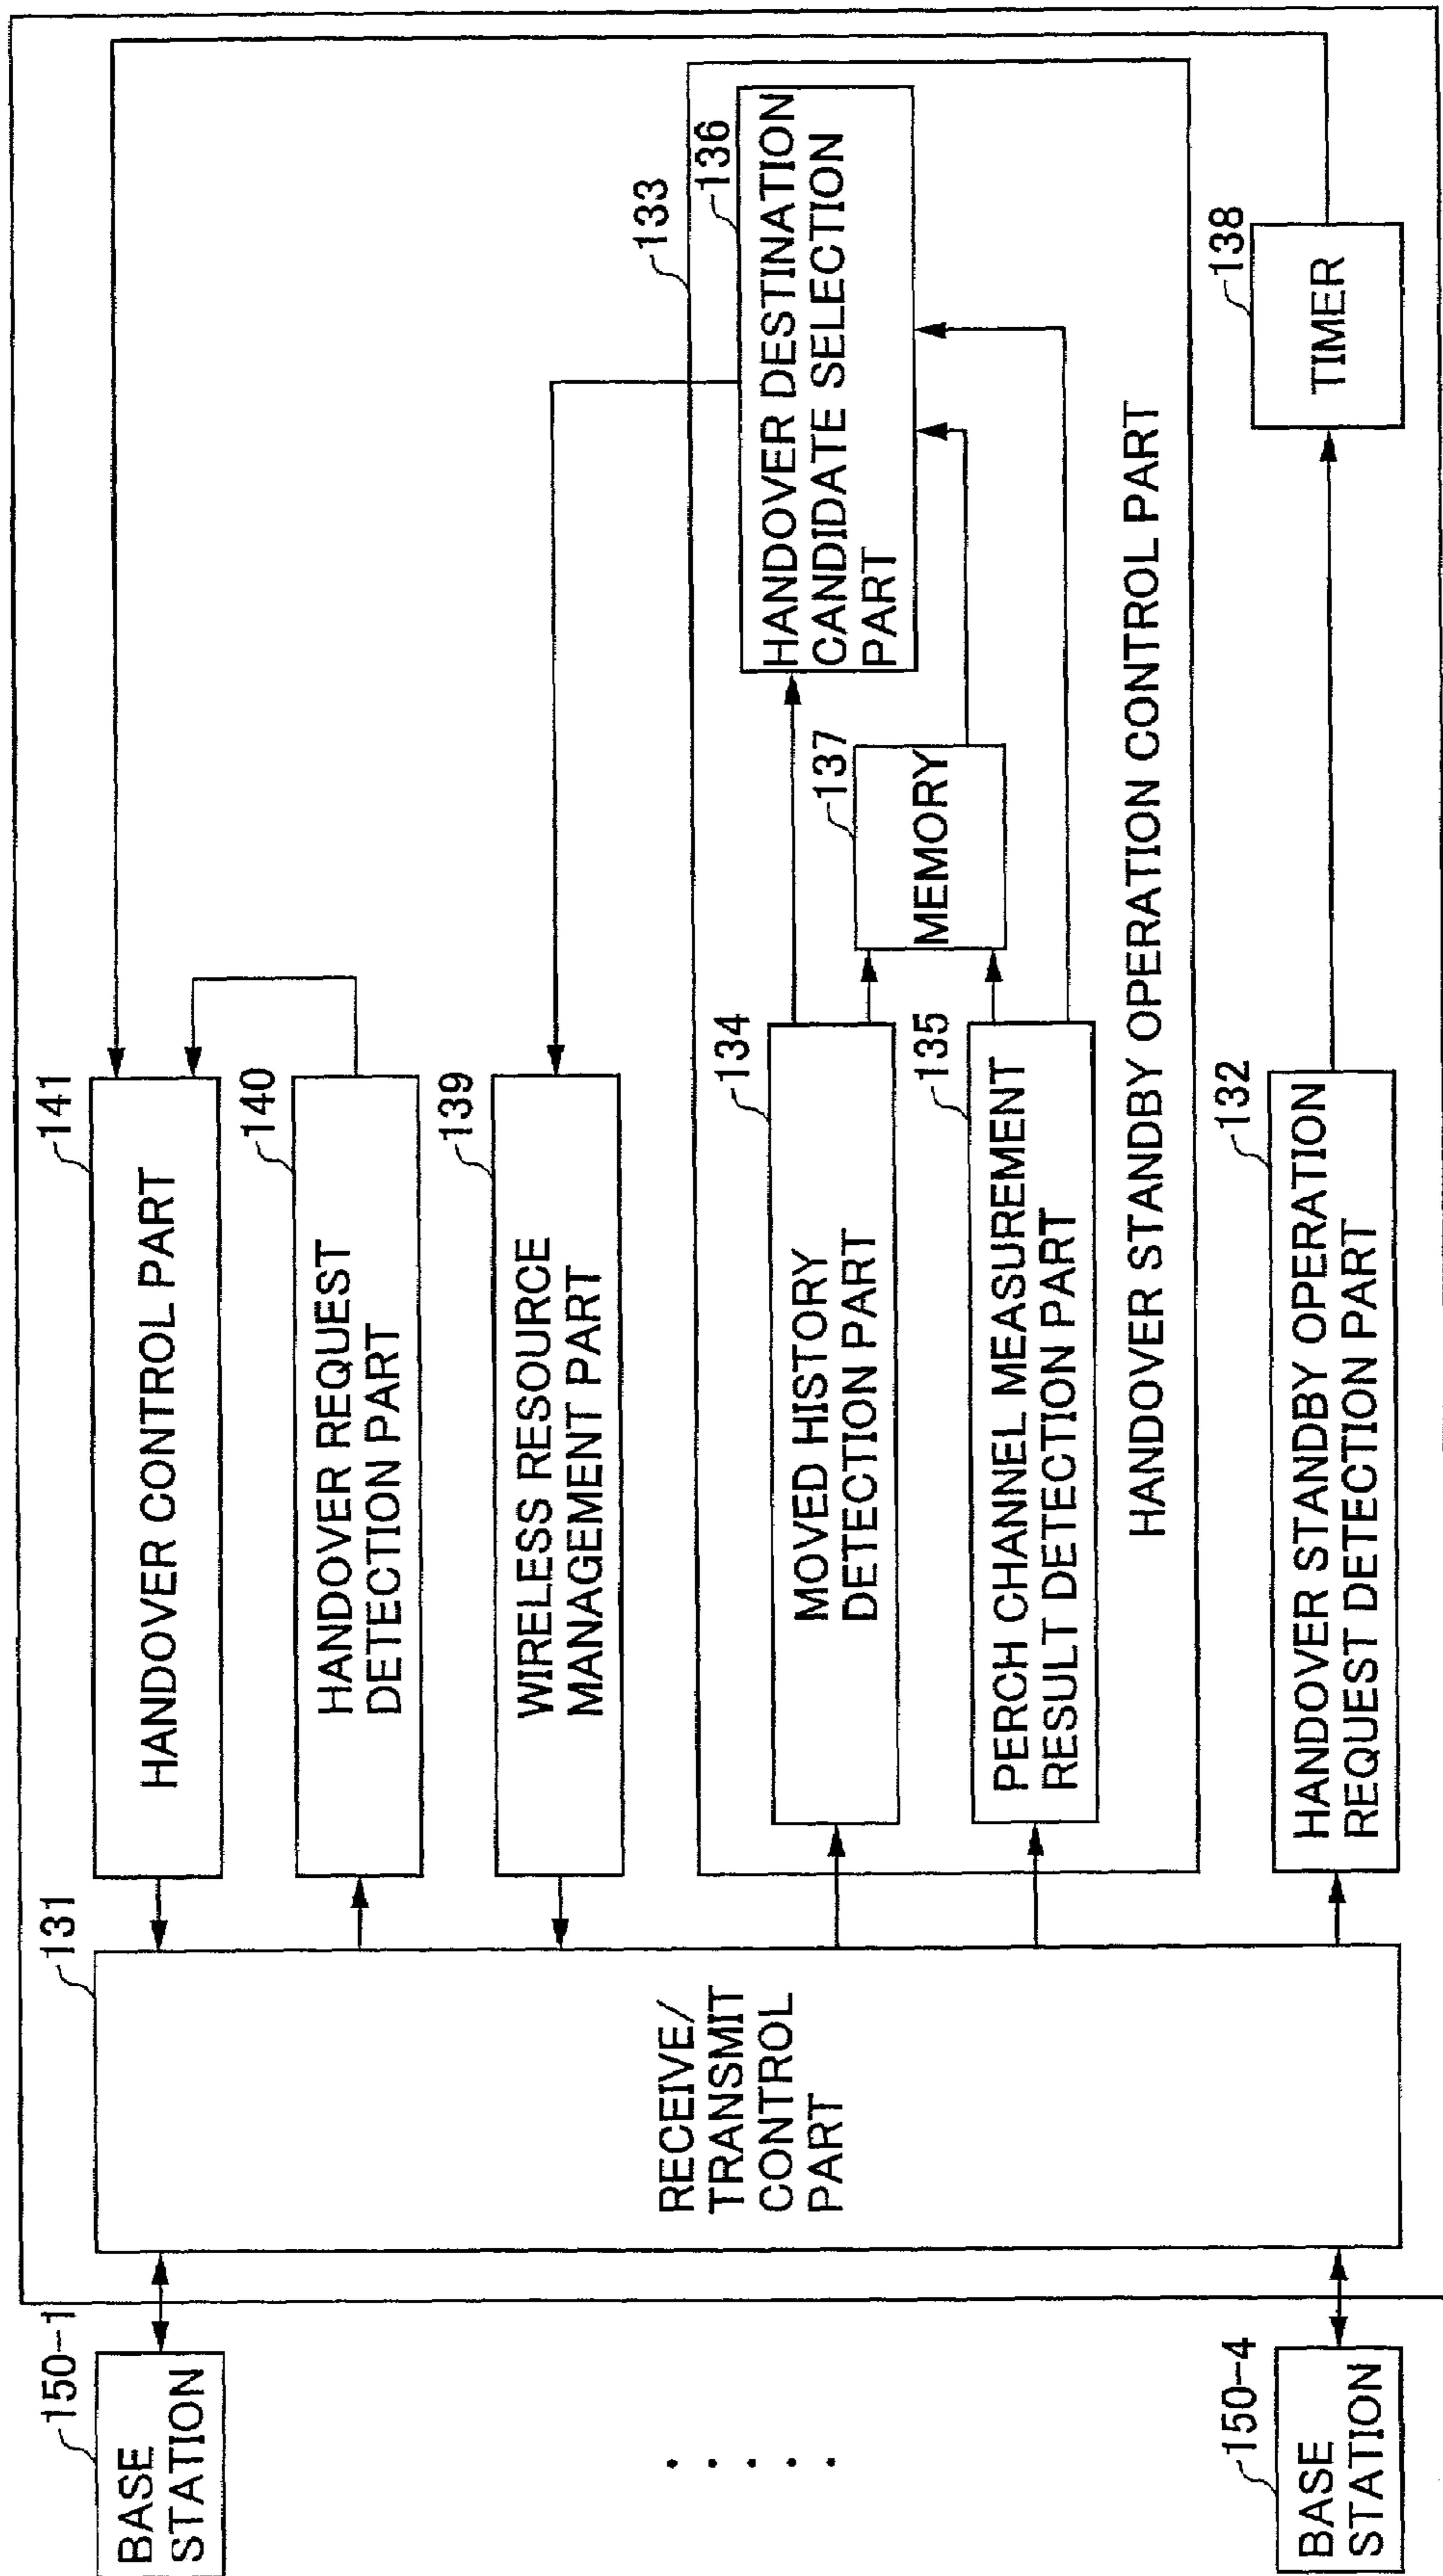 150-1
BASE
STATION
150-4
BASE
STATION
131
RECEIVE/
TRANSMIT
CONTROL
PART
141
HANDOVER CONTROL PART
140
HANDOVER REQUEST
DETECTION PART
139
WIRELESS RESOURCE
MANAGEMENT PART
133
134
MOVED HISTORY
DETECTION PART
135
PERCH CHANNEL MEASUREMENT
RESULT DETECTION PART
137
MEMORY
136
HANDOVER DESTINATION
CANDIDATE SELECTION
PART
HANDOVER STANDBY OPERATION CONTROL PART
132
HANDOVER STANDBY OPERATION
REQUEST DETECTION PART
138
TIMER